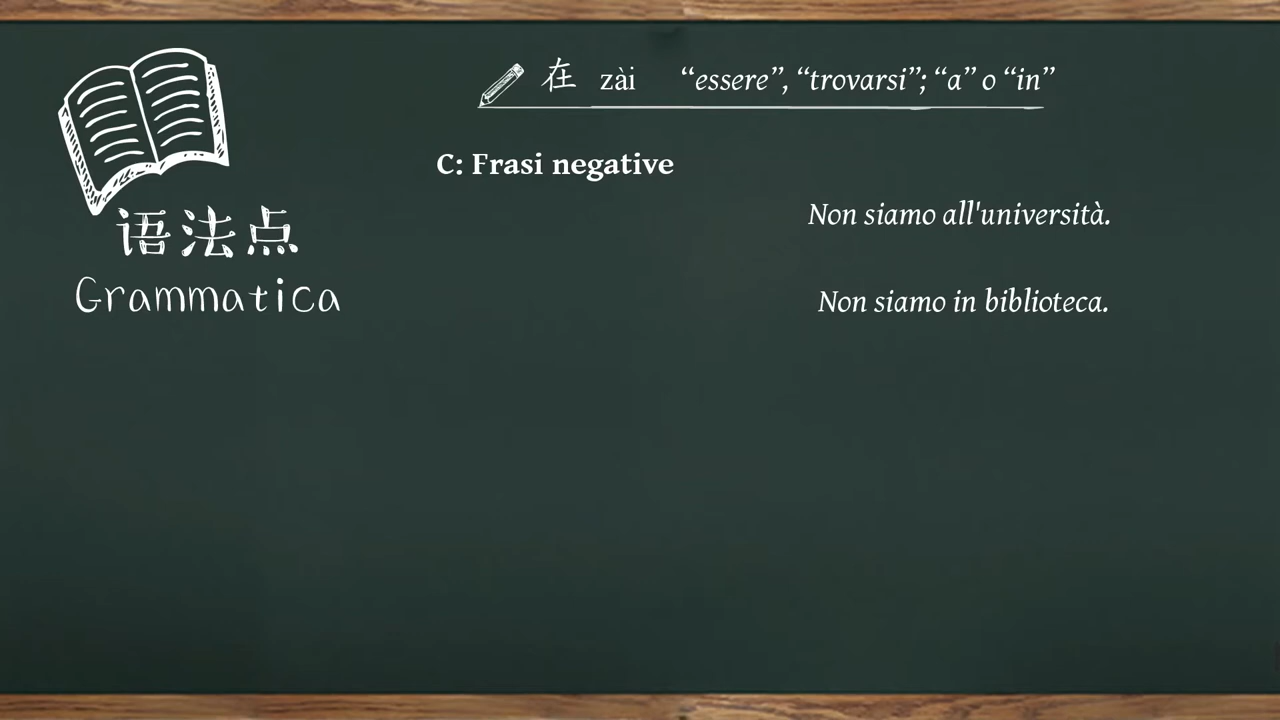 在 zài “essere”, “trovarsi”; “a” o “in”
C: Frasi negative
Non siamo all'università.
Non siamo in biblioteca.
语法点
Grammatica